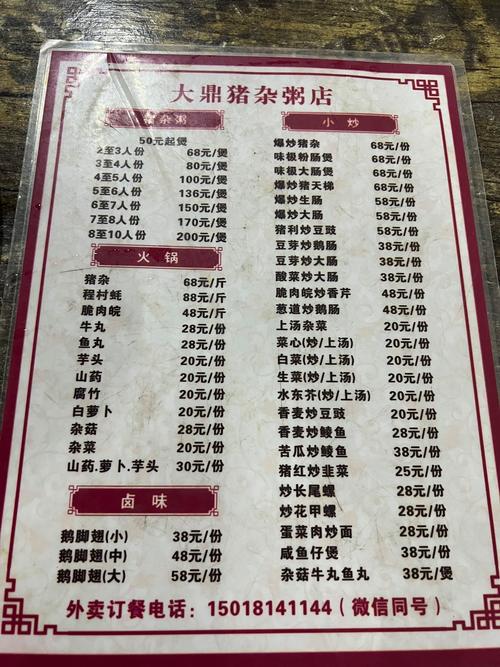 大鼎猪杂粥店
猪杂粥
50元起煲
2至3人份 68元/煲
3至4人份 80元/煲
4至5人份 100元/煲
5至6人份 136元/煲
6至7人份 150元/煲
7至8人份 170元/煲
8至10人份 200元/煲
火锅
猪杂 68元/斤
程村蚝 88元/斤
脆肉皖 48元/斤
牛丸 28元/份
鱼丸 28元/份
芋头 20元/份
山药 20元/份
腐竹 20元/份
白萝卜 20元/份
杂菇 28元/份
杂菜 20元/份
山药.萝卜.芋头 30元/份
卤味
鹅脚翅(小) 38元/份
鹅脚翅(中) 48元/份
鹅脚翅(大) 58元/份
小炒
爆炒猪杂 68元/份
味极粉肠煲 68元/份
味极大肠煲 68元/份
爆炒猪天梯 68元/份
爆炒生肠 58元/份
爆炒大肠 58元/份
猪利炒豆豉 58元/份
豆芽炒鹅肠 38元/份
豆芽炒大肠 38元/份
酸菜炒大肠 38元/份
脆肉皖炒香芹 48元/份
葱道炒鹅肠 48元/份
上汤杂菜 20元/份
菜心(炒/上汤) 20元/份
白菜(炒/上汤) 20元/份
生菜(炒/上汤) 20元/份
水东芥(炒/上汤) 20元/份
香麦炒豆豉 20元/份
香麦炒鲮鱼 28元/份
苦瓜炒鲮鱼 38元/份
猪红炒韭菜 25元/份
炒长尾螺 28元/份
炒花甲螺 28元/份
蛋菜肉炒面 28元/份
咸鱼仔煲 38元/份
杂菇牛丸鱼丸 38元/煲
外卖订餐电话：15018141144（微信同号）